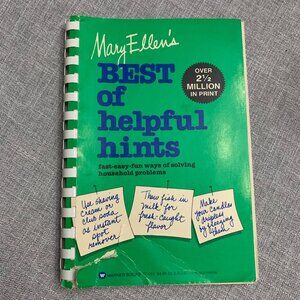 Mary Ellen's
BEST
of
helpful
hints
OVER
2½
MILLION
IN PRINT
fast-easy-fun ways of solving
household problems
Use shaving
cream or
club soda
as instant
spot
remover
Thaw fish in
milk for
fresh caught
flavor
Make
your candles
dripless
by freezing
them
WARNER BOOKS